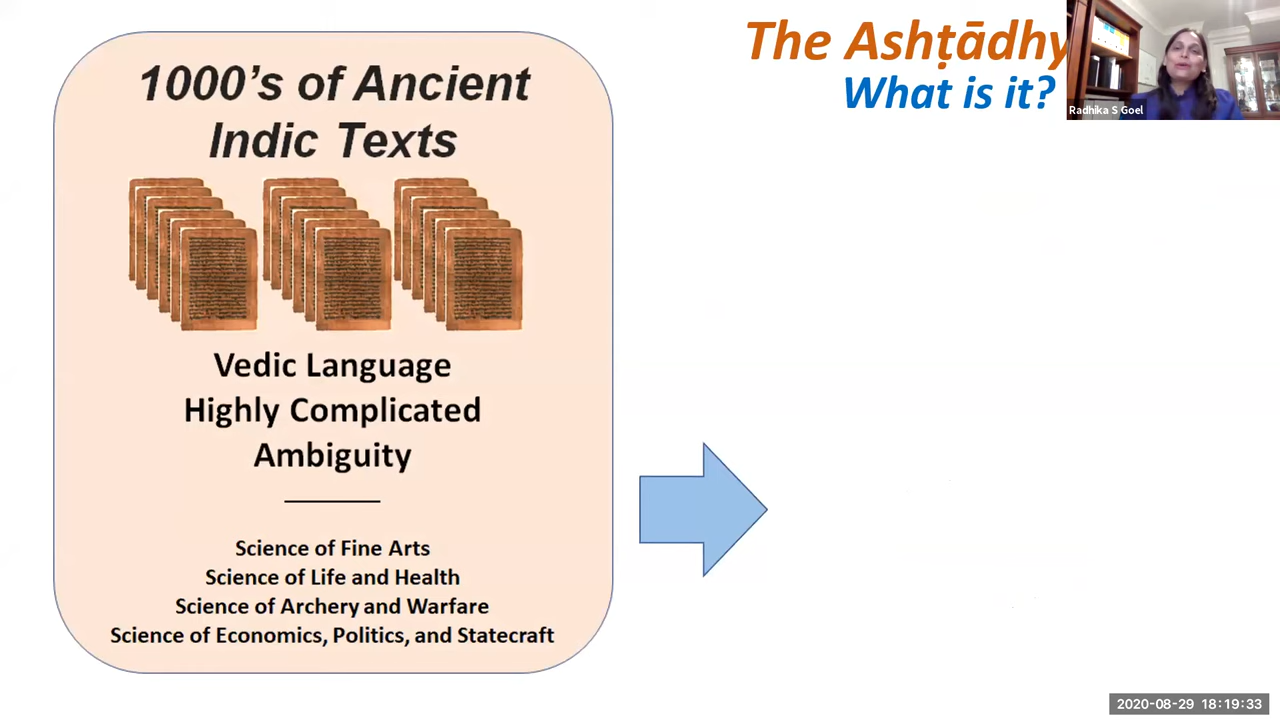 1000's of Ancient
Indic Texts
Vedic Language
Highly Complicated
Ambiguity
Science of Fine Arts
Science of Life and Health
Science of Archery and Warfare
Science of Economics, Politics, and Statecraft
The Ashṭādhy
What is it?
Radhika S Goel
2020-08-29 18:19:33